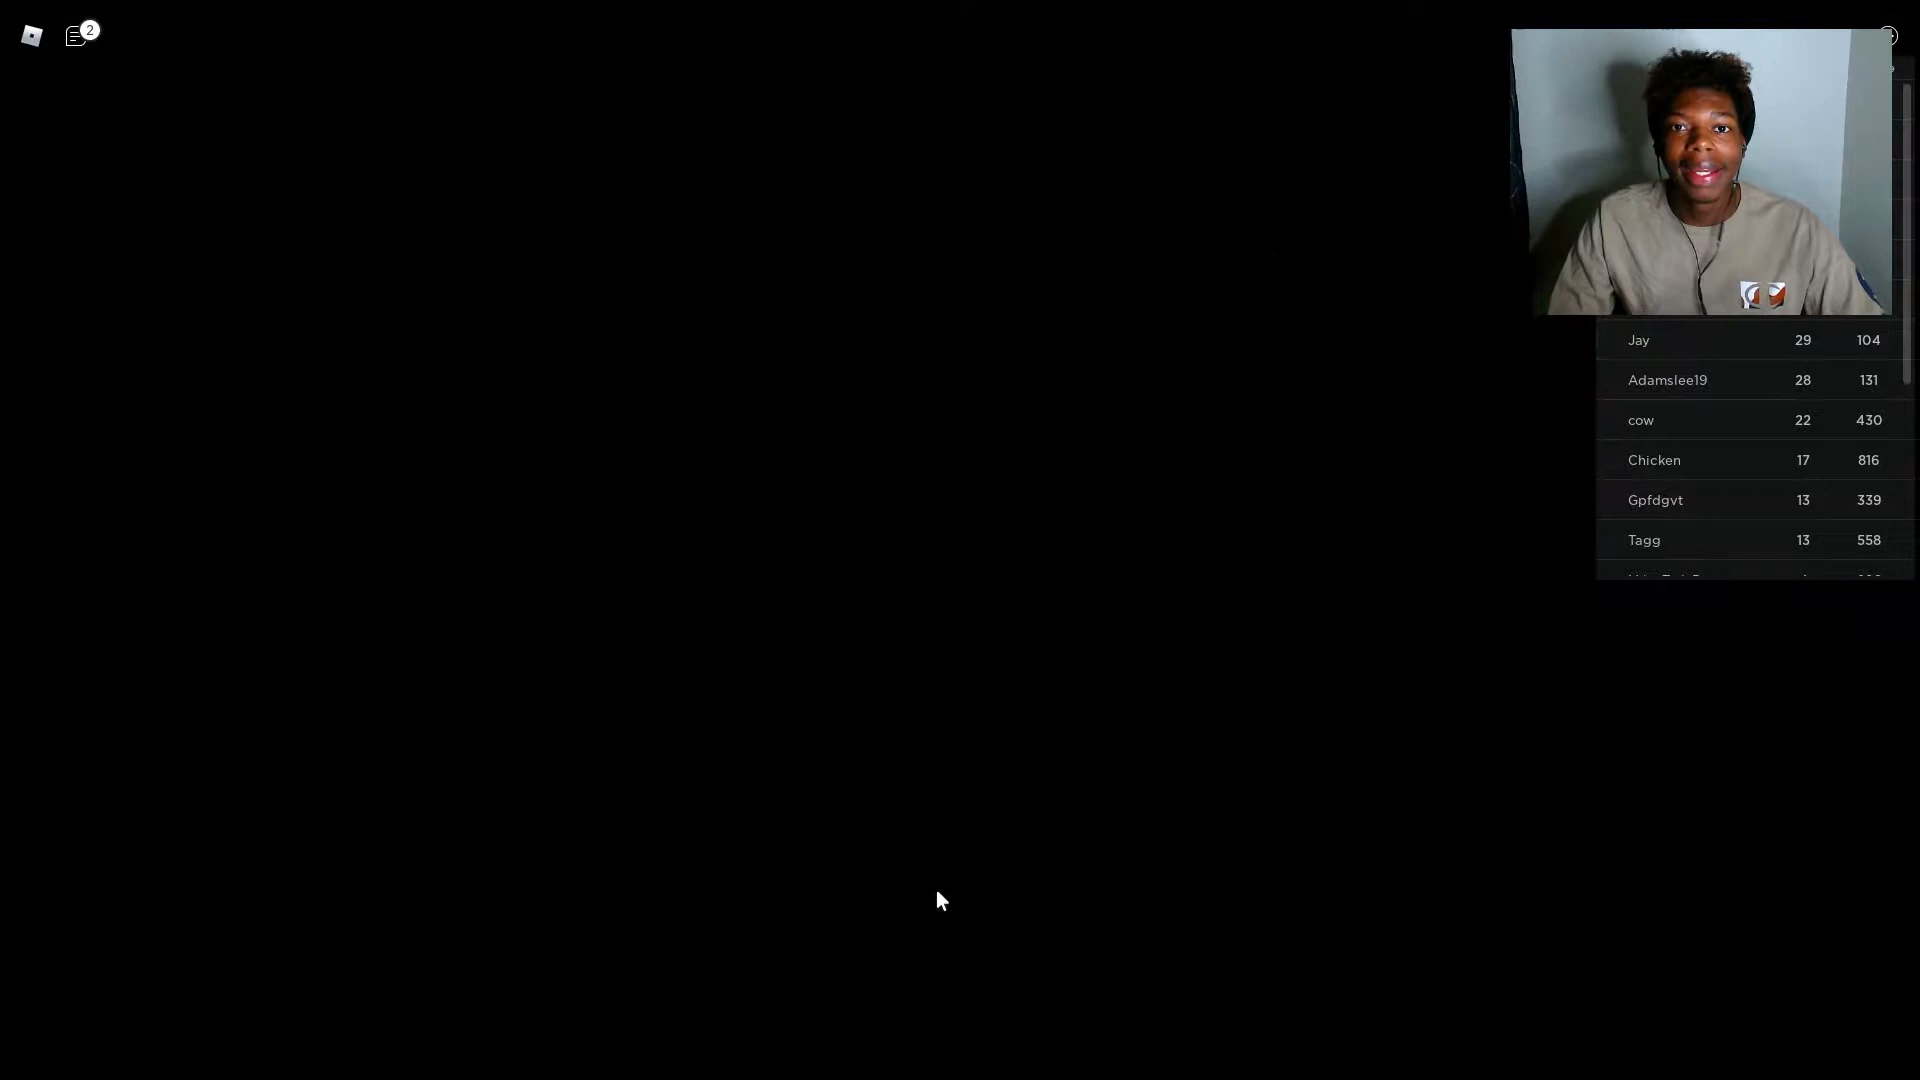 2
Jay 29 104
Adamslee19 28 131
cow 22 430
Chicken 17 816
Gpfdgvt 13 339
Tagg 13 558